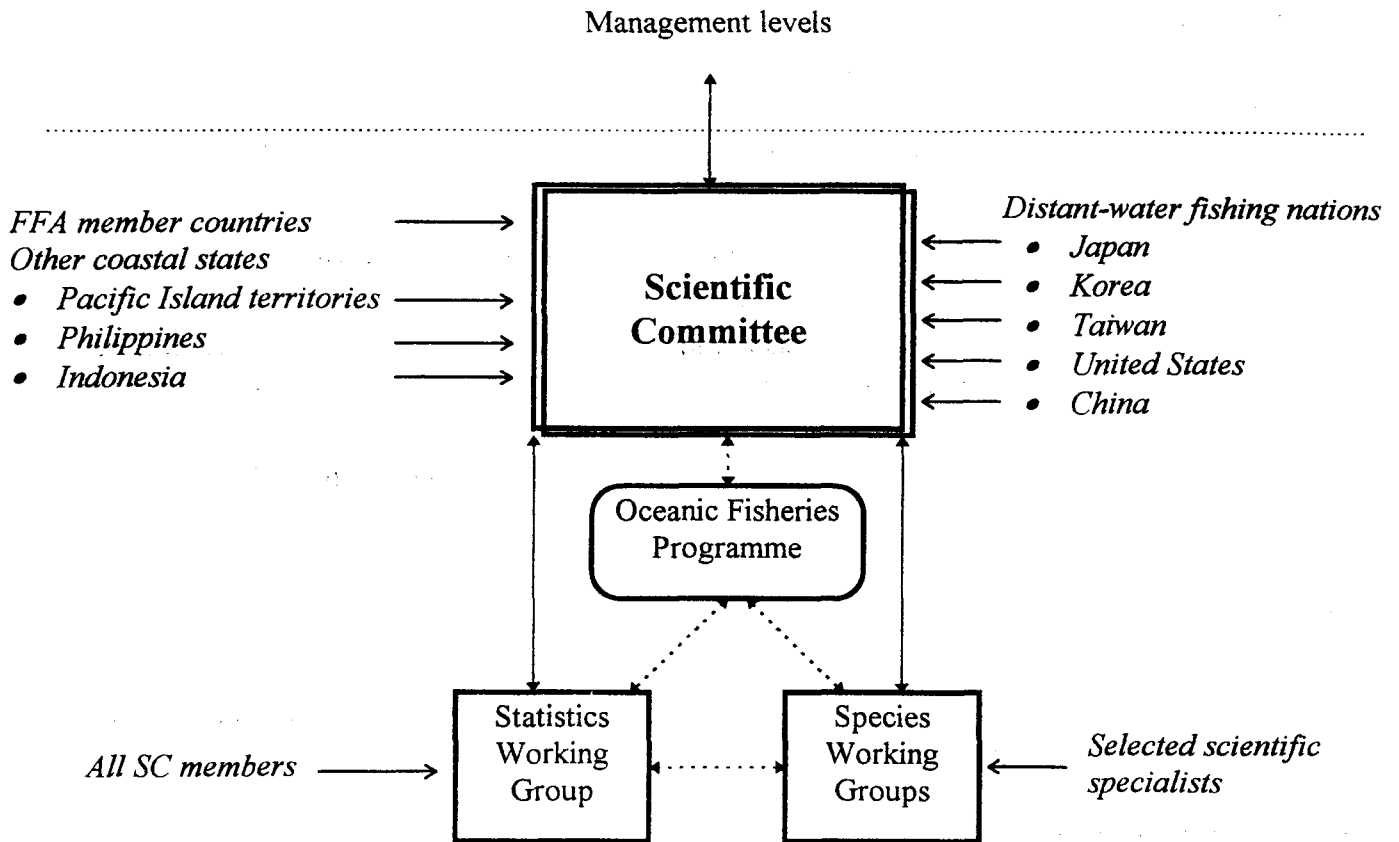 Management levels
FFA member countries
Other coastal states
• Pacific Island territories
• Philippines
• Indonesia
Scientific
Committee
Distant-water fishing nations
• Japan
• Korea
• Taiwan
• United States
• China
Oceanic Fisheries
Programme
Statistics
Working
Group
Species
Working
Groups
All SC members
Selected scientific
specialists